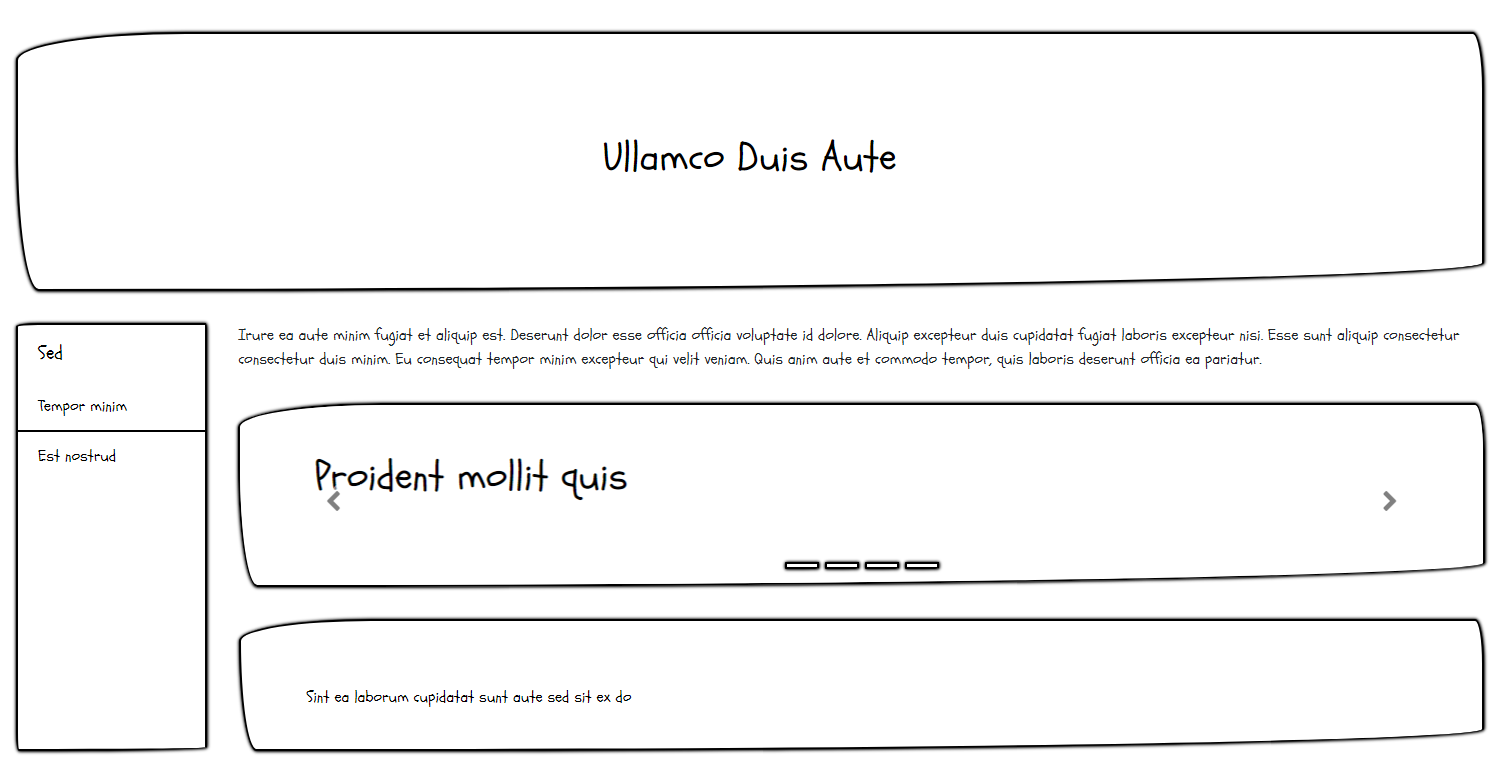 Ullamco Duis Aute
Sed
Tempor minim
Est nostrud
Irure ea aute minim fugiat et aliquip est. Deserunt dolor esse officia officia voluptate id dolore. Aliquip excepteur duis cupidatat fugiat laboris excepteur nisi. Esse sunt aliquip consectetur
consectetur duis minim. Eu consequat tempor minim excepteur qui velit veniam. Quis anim aute et commodo tempor, quis laboris deserunt officia ea pariatur.
Proident mollit quis
Sint ea laborum cupidatat sunt aute sed sit ex do